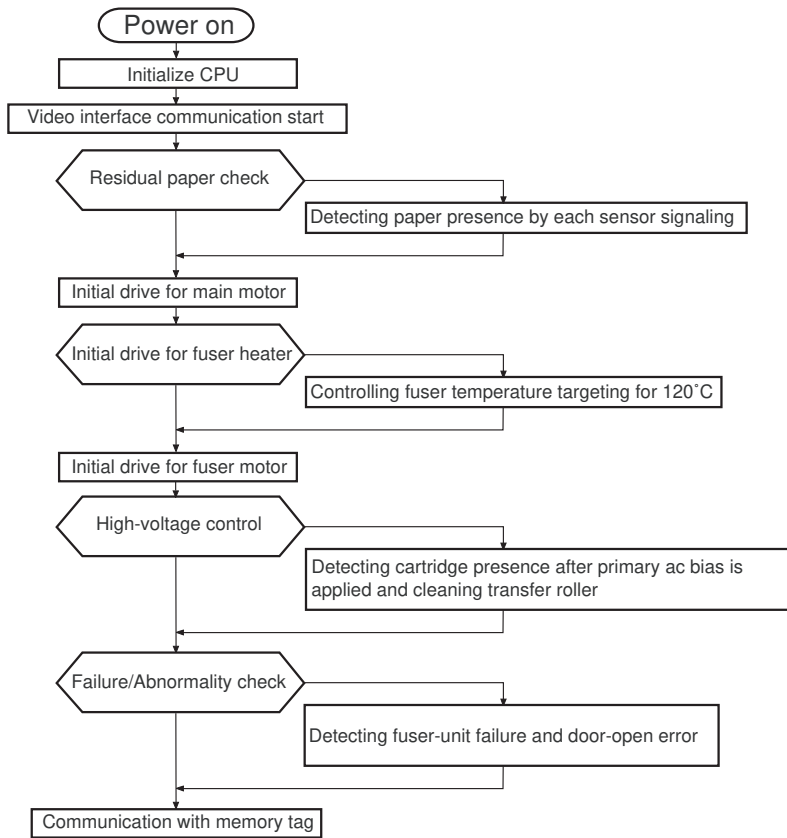 Power on
Initialize CPU
Video interface communication start
Residual paper check
Detecting paper presence by each sensor signaling
Initial drive for main motor
Initial drive for fuser heater
Controlling fuser temperature targeting for 120˚C
Initial drive for fuser motor
High-voltage control
Detecting cartridge presence after primary ac bias is
applied and cleaning transfer roller
Failure/Abnormality check
Detecting fuser-unit failure and door-open error
Communication with memory tag